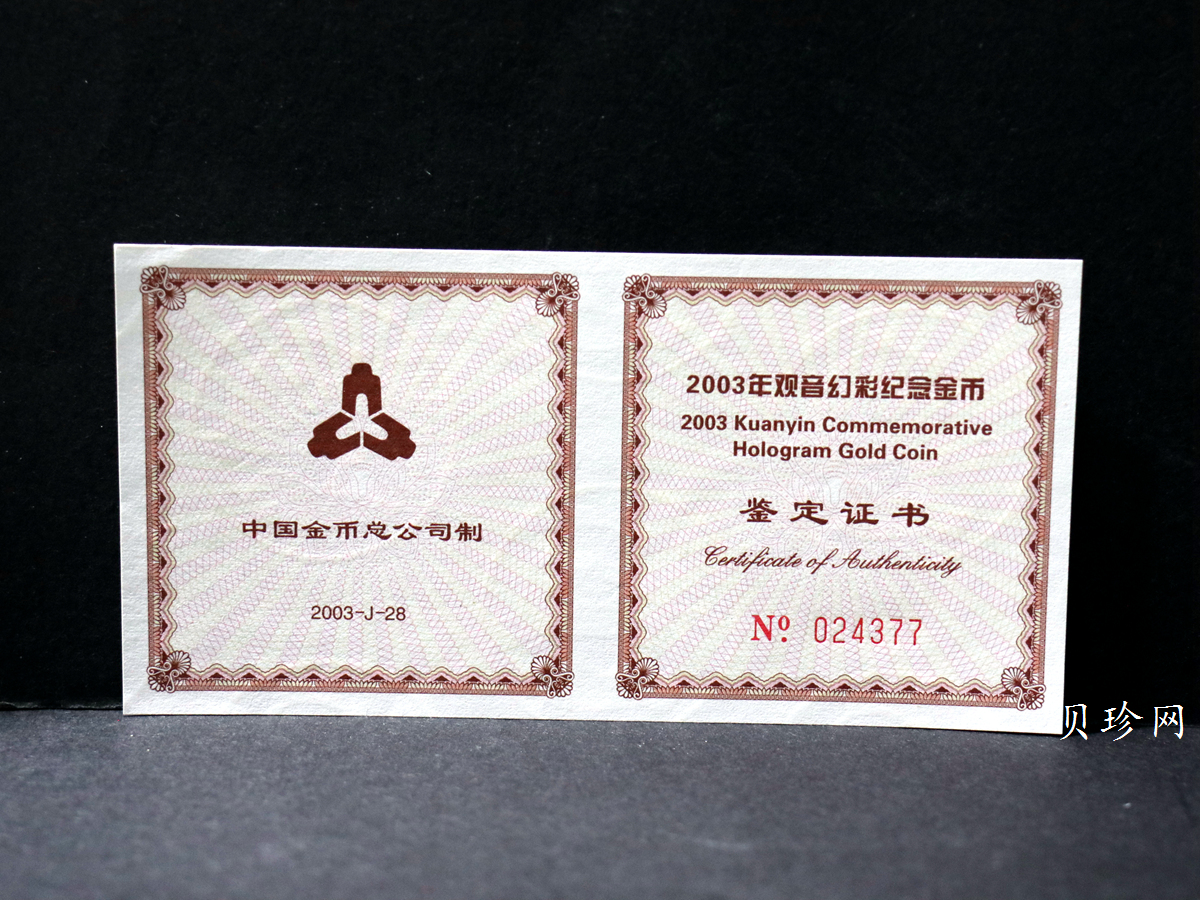 中国金币总公司制
2003-J-28
2003年观音幻彩纪念金币
2003 Kuanyin Commemorative
Hologram Gold Coin
鉴定证书
Certificate of Authenticity
Nº 024377
贝珍网